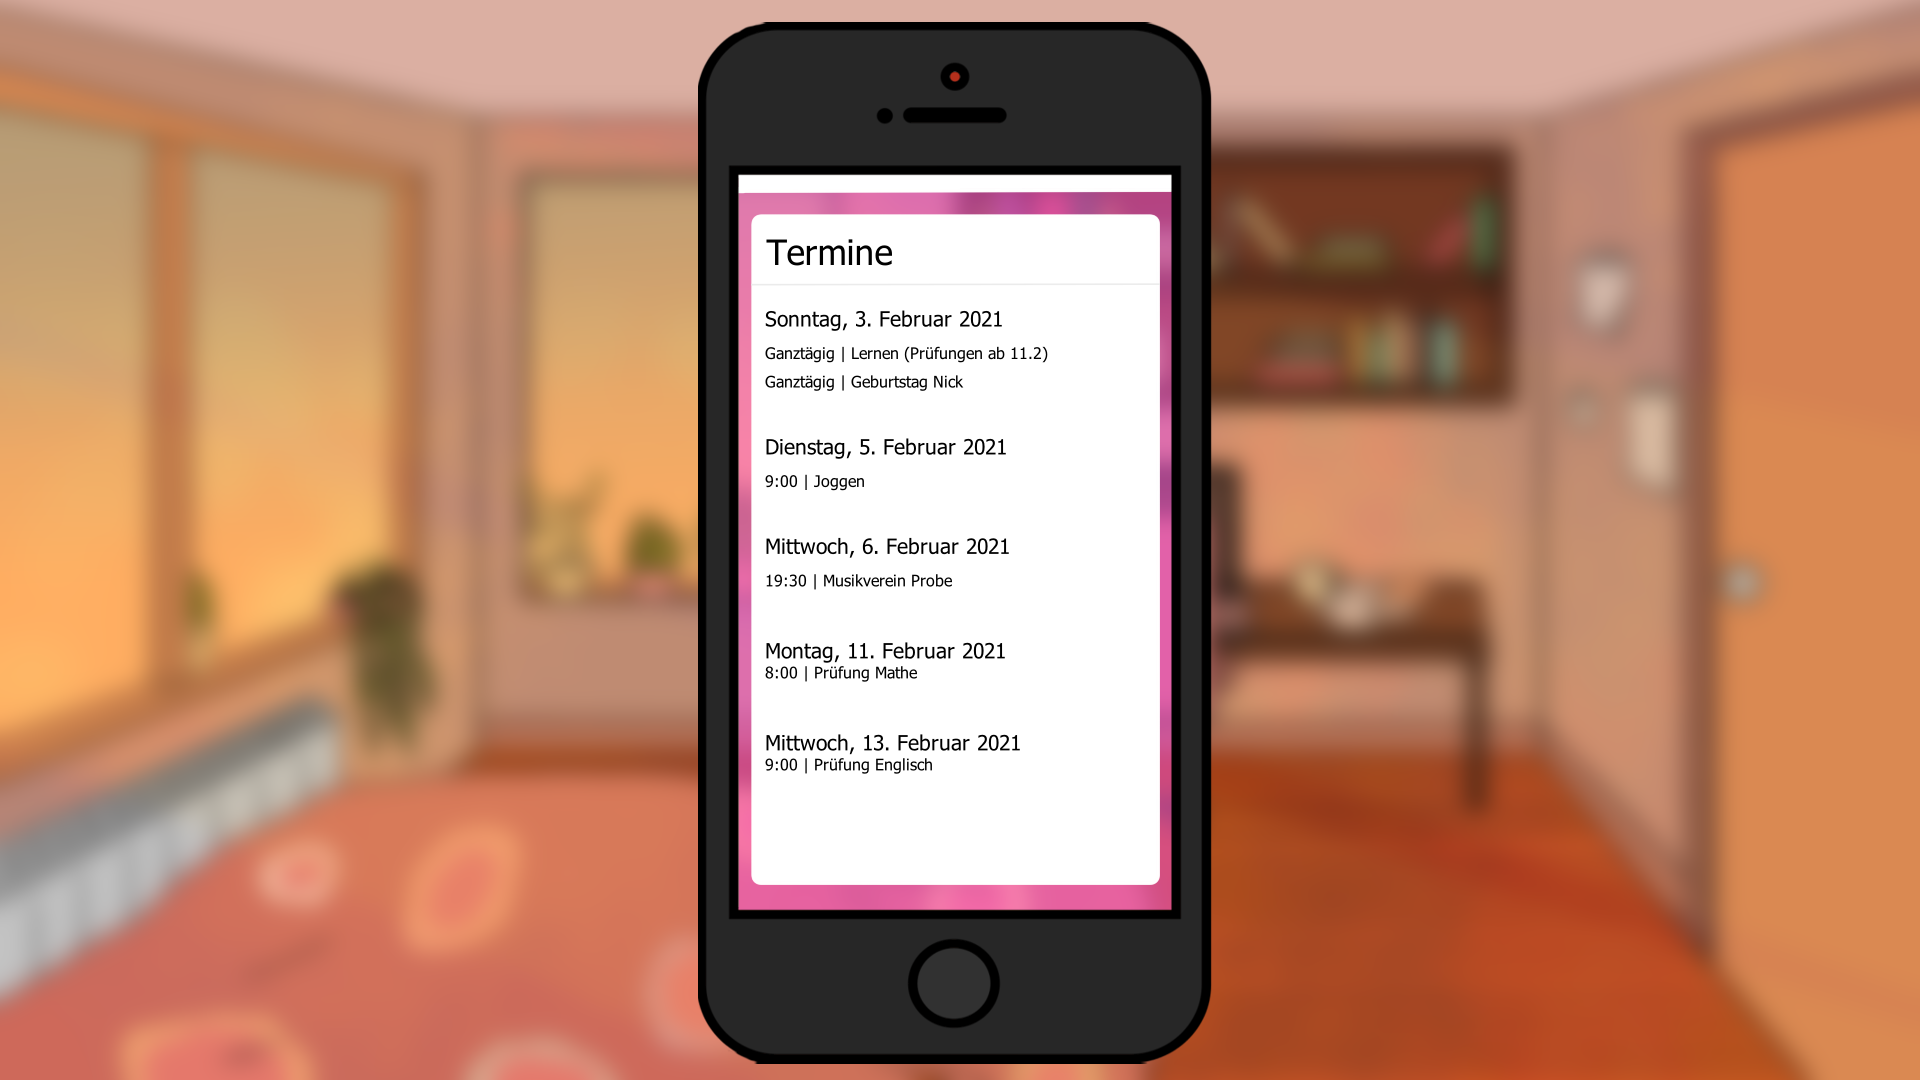 Termine
Sonntag, 3. Februar 2021
Ganztägig | Lernen (Prüfungen ab 11.2)
Ganztägig | Geburtstag Nick
Dienstag, 5. Februar 2021
9:00 | Joggen
Mittwoch, 6. Februar 2021
19:30 | Musikverein Probe
Montag, 11. Februar 2021
8:00 | Prüfung Mathe
Mittwoch, 13. Februar 2021
9:00 | Prüfung Englisch